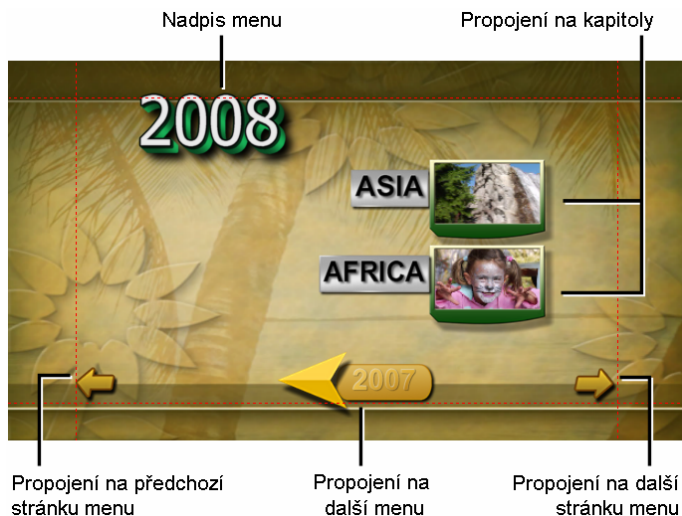 Nadpis menu
Propojení na kapitoly
2008
ASIA
AFRICA
2007
Propojení na předchozí
stránku menu
Propojení na
další menu
Propojení na další
stránku menu